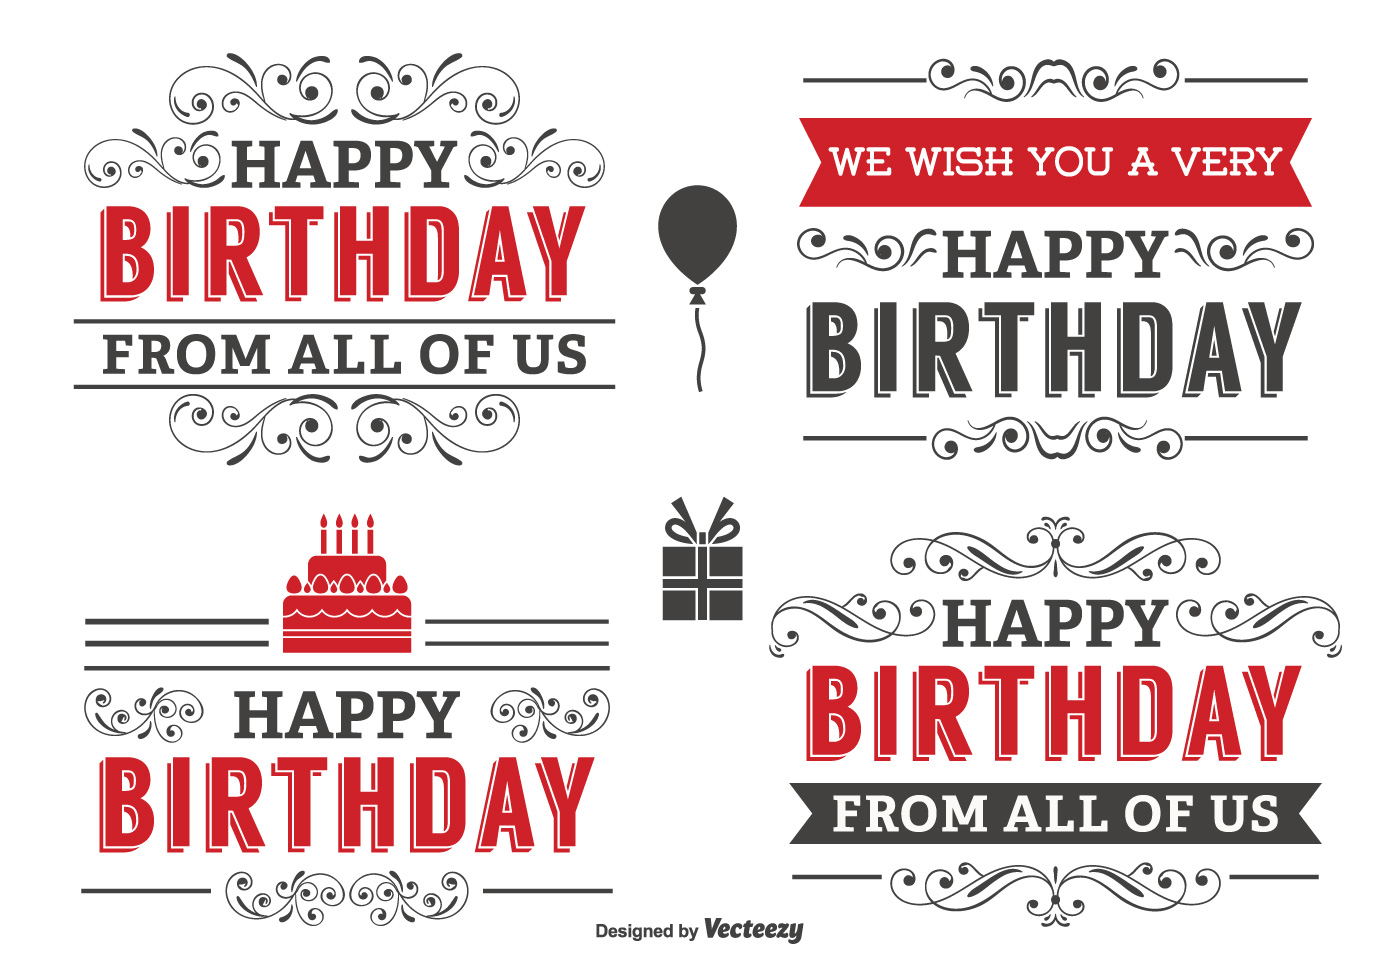 HAPPY
BIRTHDAY
FROM ALL OF US
WE WISH YOU A VERY
HAPPY
BIRTHDAY
HAPPY
BIRTHDAY
HAPPY
BIRTHDAY
FROM ALL OF US
Designed by Vecteezy